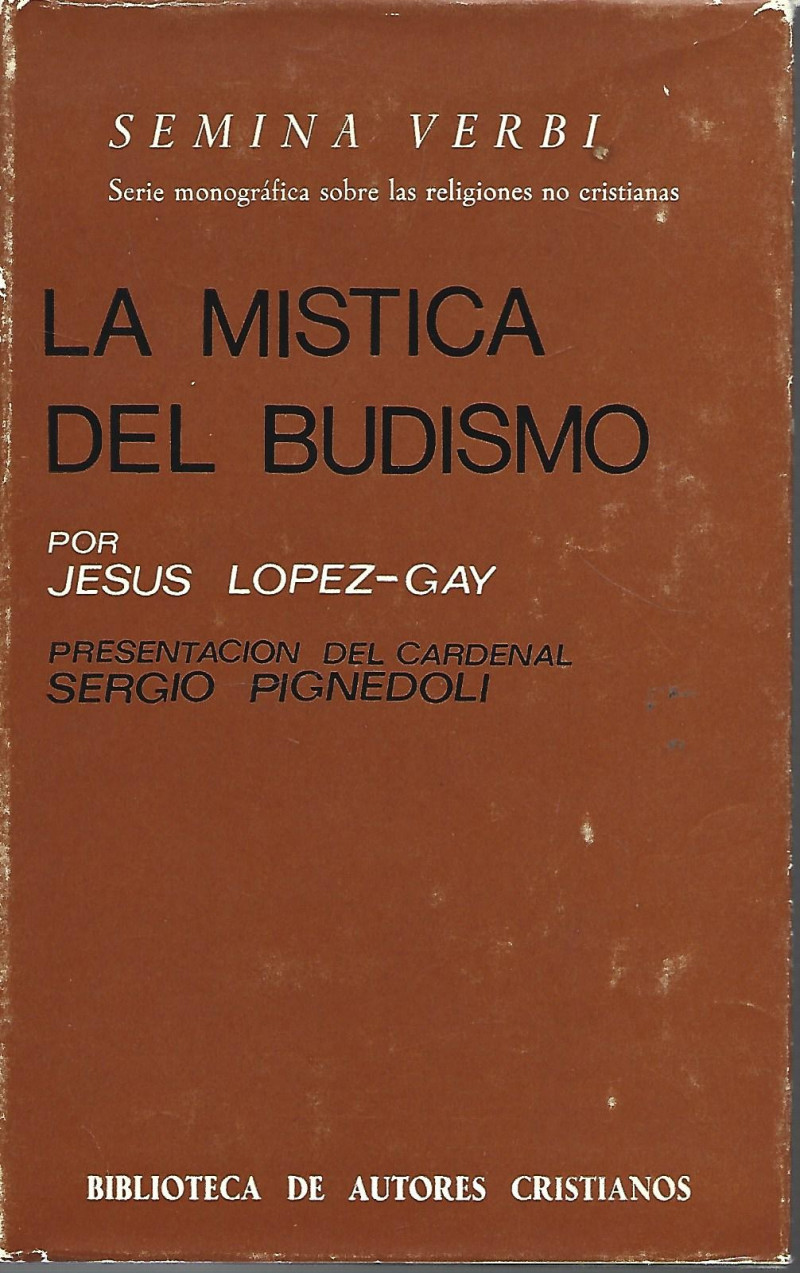 SEMINA VERBI
Serie monográfica sobre las religiones no cristianas
LA MISTICA
DEL BUDISMO
POR
JESUS LOPEZ-GAY
PRESENTACION DEL CARDENAL
SERGIO PIGNEDOLI
BIBLIOTECA DE AUTORES CRISTIANOS